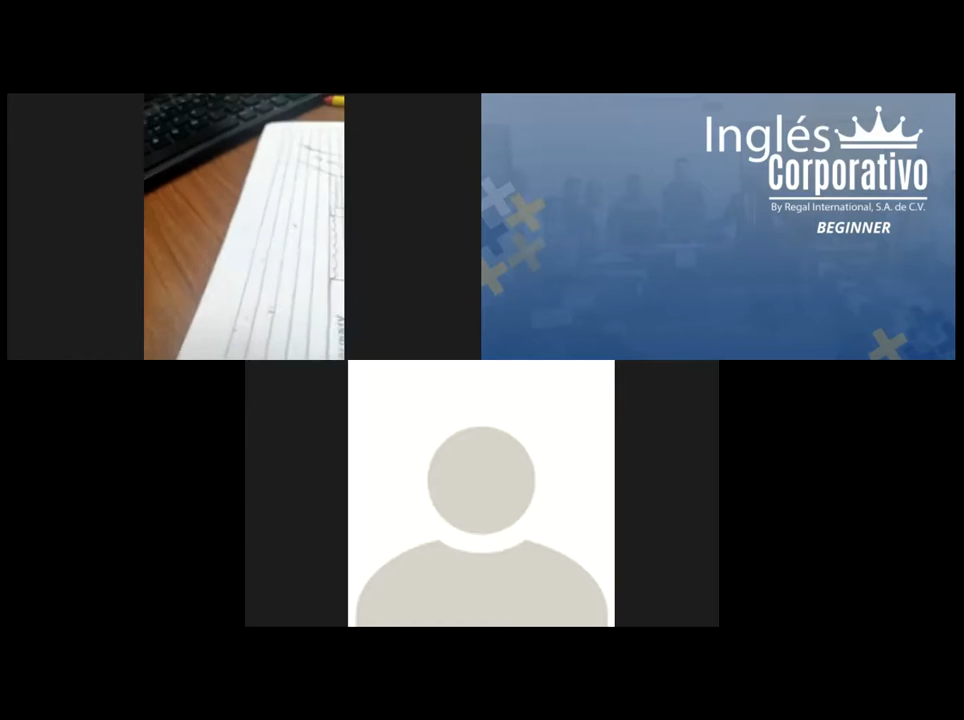 Inglés
Corporativo
By Regal International, S.A. de C.V.
BEGINNER